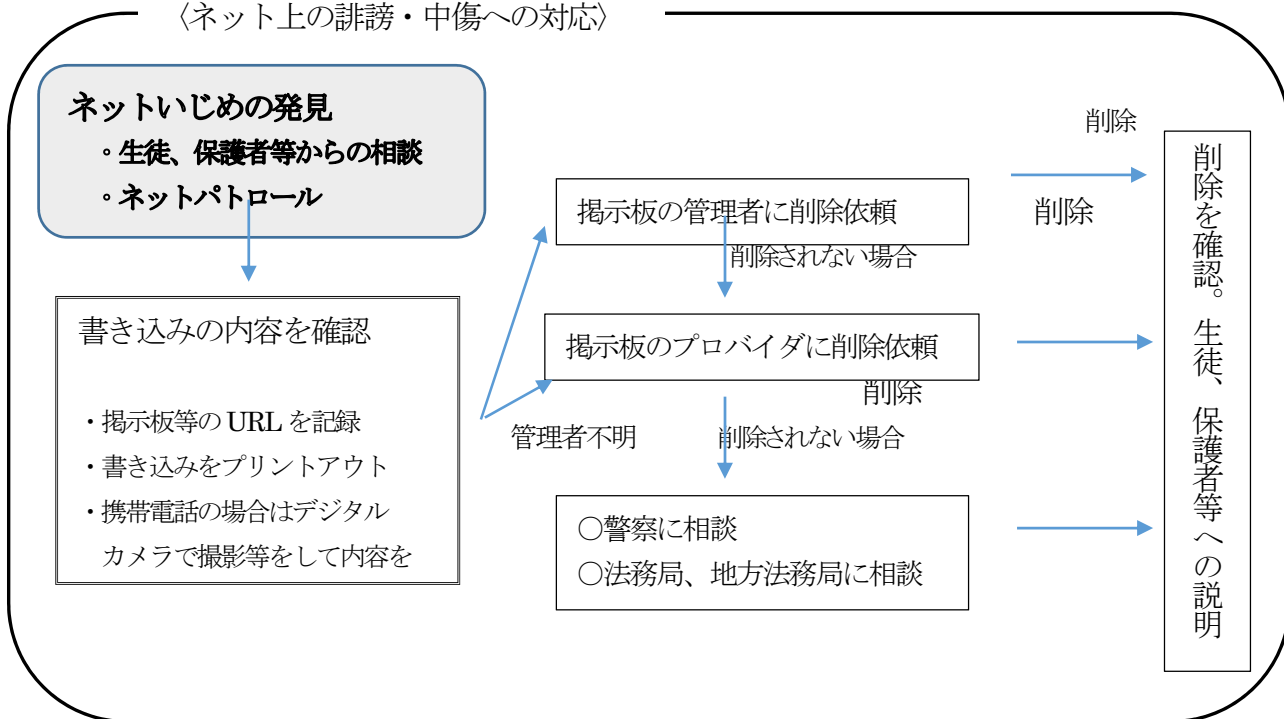 〈ネット上の誹謗・中傷への対応〉
ネットいじめの発見
。生徒、保護者等からの相談
。ネットパトロール
書き込みの内容を確認
・掲示板等の URL を記録
・書き込みをプリントアウト
・携帯電話の場合はデジタル
カメラで撮影等をして内容を
掲示板の管理者に削除依頼
削除されない場合
掲示板のプロバイダに削除依頼
削除
管理者不明
削除されない場合
○警察に相談
○法務局、地方法務局に相談
削除
削除
削除を確認。生徒、保護者等への説明